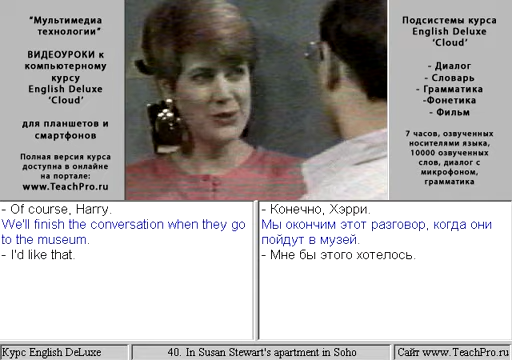 "Мультимедиа
технологии"
ВИДЕОУРОКИ к
компьютерному
курсу
English Deluxe
'Cloud'
для планшетов и
смартфонов
Полная версия курса
доступна в онлайне
на портале:
www.TeachPro.ru
Подсистемы курса
English Deluxe
'Cloud'
- Диалог
- Словарь
- Грамматика
-Фонетика
- Фильм
7 часов, озвученных
носителями языка,
10000 озвученных
слов, диалог с
микрофоном,
грамматика
- Of course, Harry.
We'll finish the conversation when they go
to the museum.
- I'd like that.
- Конечно, Хэрри.
Мы окончим этот разговор, когда они
пойдут в музей.
- Мне бы этого хотелось.
Курс English DeLuxe
40. In Susan Stewart's apartment in Soho
Сайт www.TeachPro.ru